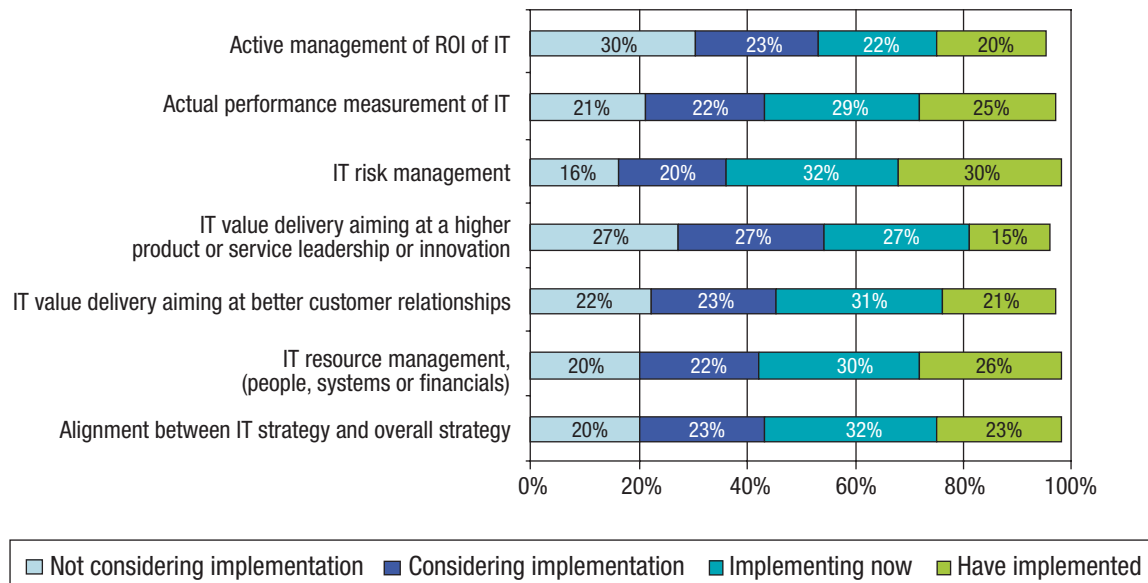 Active management of ROI of IT
30% 23% 22% 20%
Actual performance measurement of IT
21% 22% 29% 25%
IT risk management
16% 20% 32% 30%
IT value delivery aiming at a higher
product or service leadership or innovation
27% 27% 27% 15%
IT value delivery aiming at better customer relationships
22% 23% 31% 21%
IT resource management,
(people, systems or financials)
20% 22% 30% 26%
Alignment between IT strategy and overall strategy
20% 23% 32% 23%
0% 20% 40% 60% 80% 100%
Not considering implementation Considering implementation Implementing now Have implemented